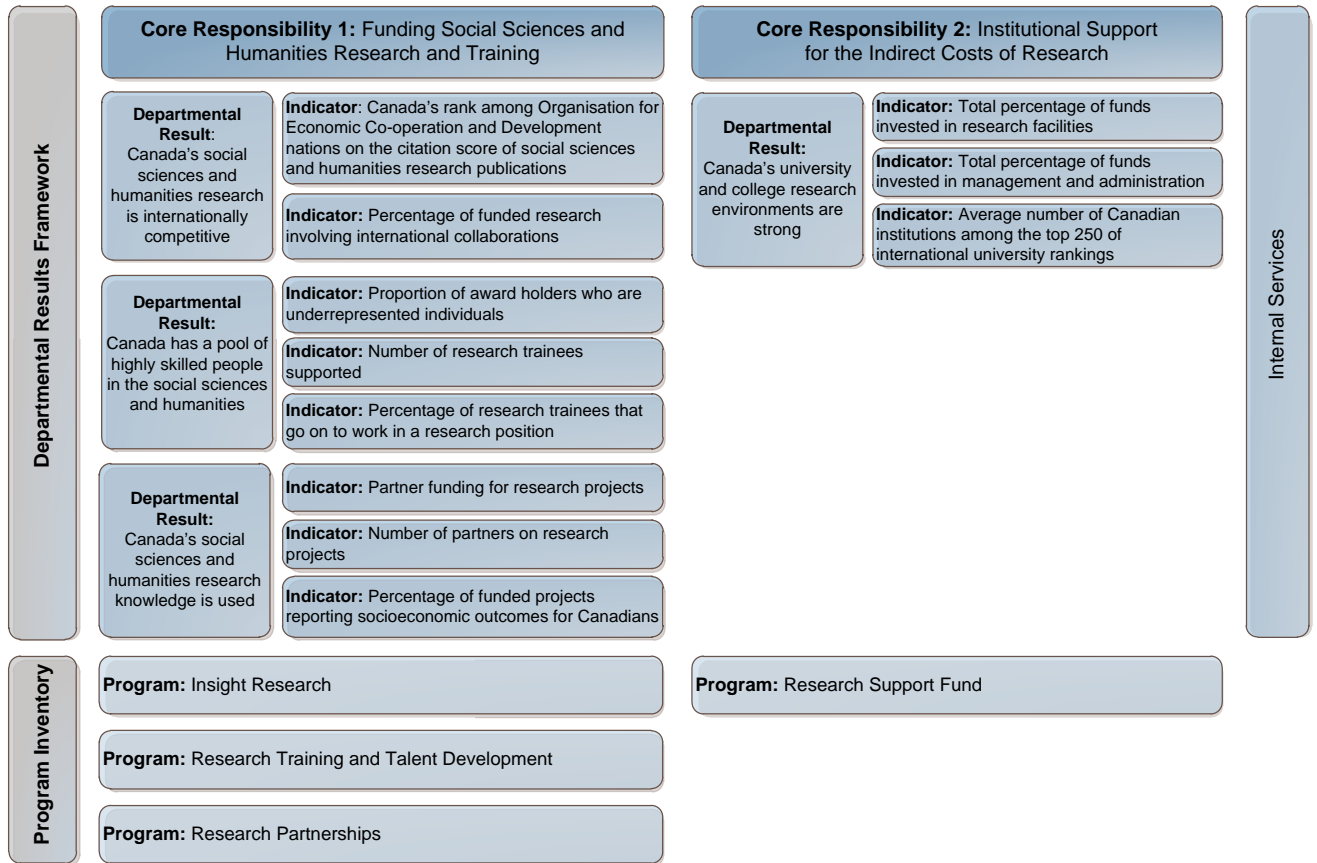 Departmental Results Framework
Core Responsibility 1: Funding Social Sciences and
Humanities Research and Training
Departmental
Result:
Canada’s social
sciences and
humanities research
is internationally
competitive
Indicator: Canada’s rank among Organisation for
Economic Co-operation and Development
nations on the citation score of social sciences
and humanities research publications
Indicator: Percentage of funded research
involving international collaborations
Departmental
Result:
Canada has a pool of
highly skilled people
in the social sciences
and humanities
Indicator: Proportion of award holders who are
underrepresented individuals
Indicator: Number of research trainees
supported
Indicator: Percentage of research trainees that
go on to work in a research position
Departmental
Result:
Canada’s social
sciences and
humanities research
knowledge is used
Indicator: Partner funding for research projects
Indicator: Number of partners on research
projects
Indicator: Percentage of funded projects
reporting socioeconomic outcomes for Canadians
Core Responsibility 2: Institutional Support
for the Indirect Costs of Research
Departmental
Result:
Canada’s university
and college research
environments are
strong
Indicator: Total percentage of funds
invested in research facilities
Indicator: Total percentage of funds
invested in management and administration
Indicator: Average number of Canadian
institutions among the top 250 of
international university rankings
Internal Services
Program Inventory
Program: Insight Research
Program: Research Training and Talent Development
Program: Research Partnerships
Program: Research Support Fund